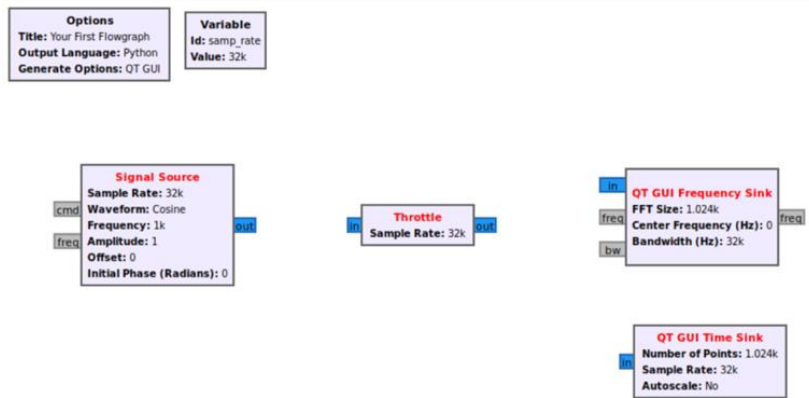 Options
Title: Your First Flowgraph
Output Language: Python
Generate Options: QT GUI
Variable
Id: samp_rate
Value: 32k
Signal Source
Sample Rate: 32k
cmd
Waveform: Cosine
Frequency: 1k
out
freq
Amplitude: 1
Offset: 0
Initial Phase (Radians): 0
Throttle
in
Sample Rate: 32k
out
in
QT GUI Frequency Sink
FFT Size: 1.024k
freq
Center Frequency (Hz): 0
freq
bw
Bandwidth (Hz): 32k
QT GUI Time Sink
Number of Points: 1.024k
in
Sample Rate: 32k
Autoscale: No